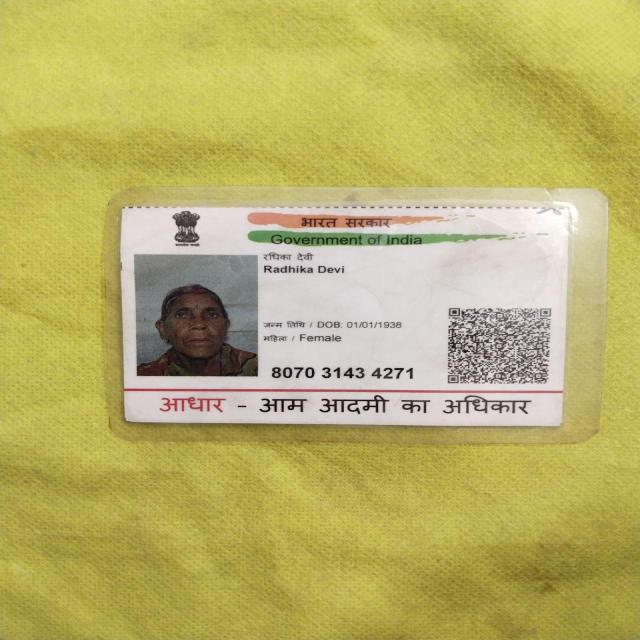 भारत सरकार
Government of India
रधिका देवी
Radhika Devi
जन्म तिथि / DOB: 01/01/1938
महिला / Female
8070 3143 4271
आधार - आम आदमी का अधिकार